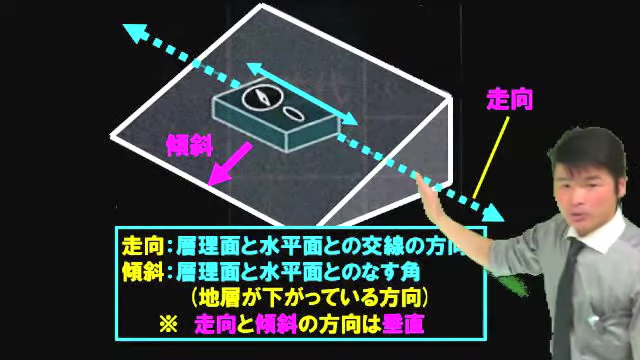 走向
傾斜
走向:層理面と水平面との交線の方向
傾斜:層理面と水平面とのなす角
(地層が下がっている方向)
※ 走向と傾斜の方向は垂直